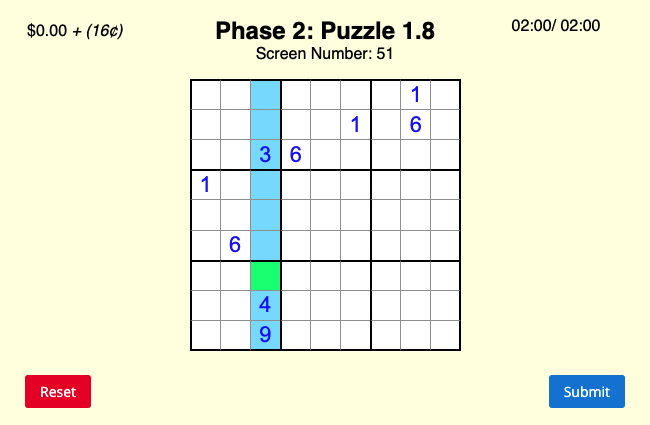 $0.00 + (16¢)
Phase 2: Puzzle 1.8
02:00/ 02:00
Screen Number: 51
1
1 6
3 6
1
6
4
9
Reset
Submit